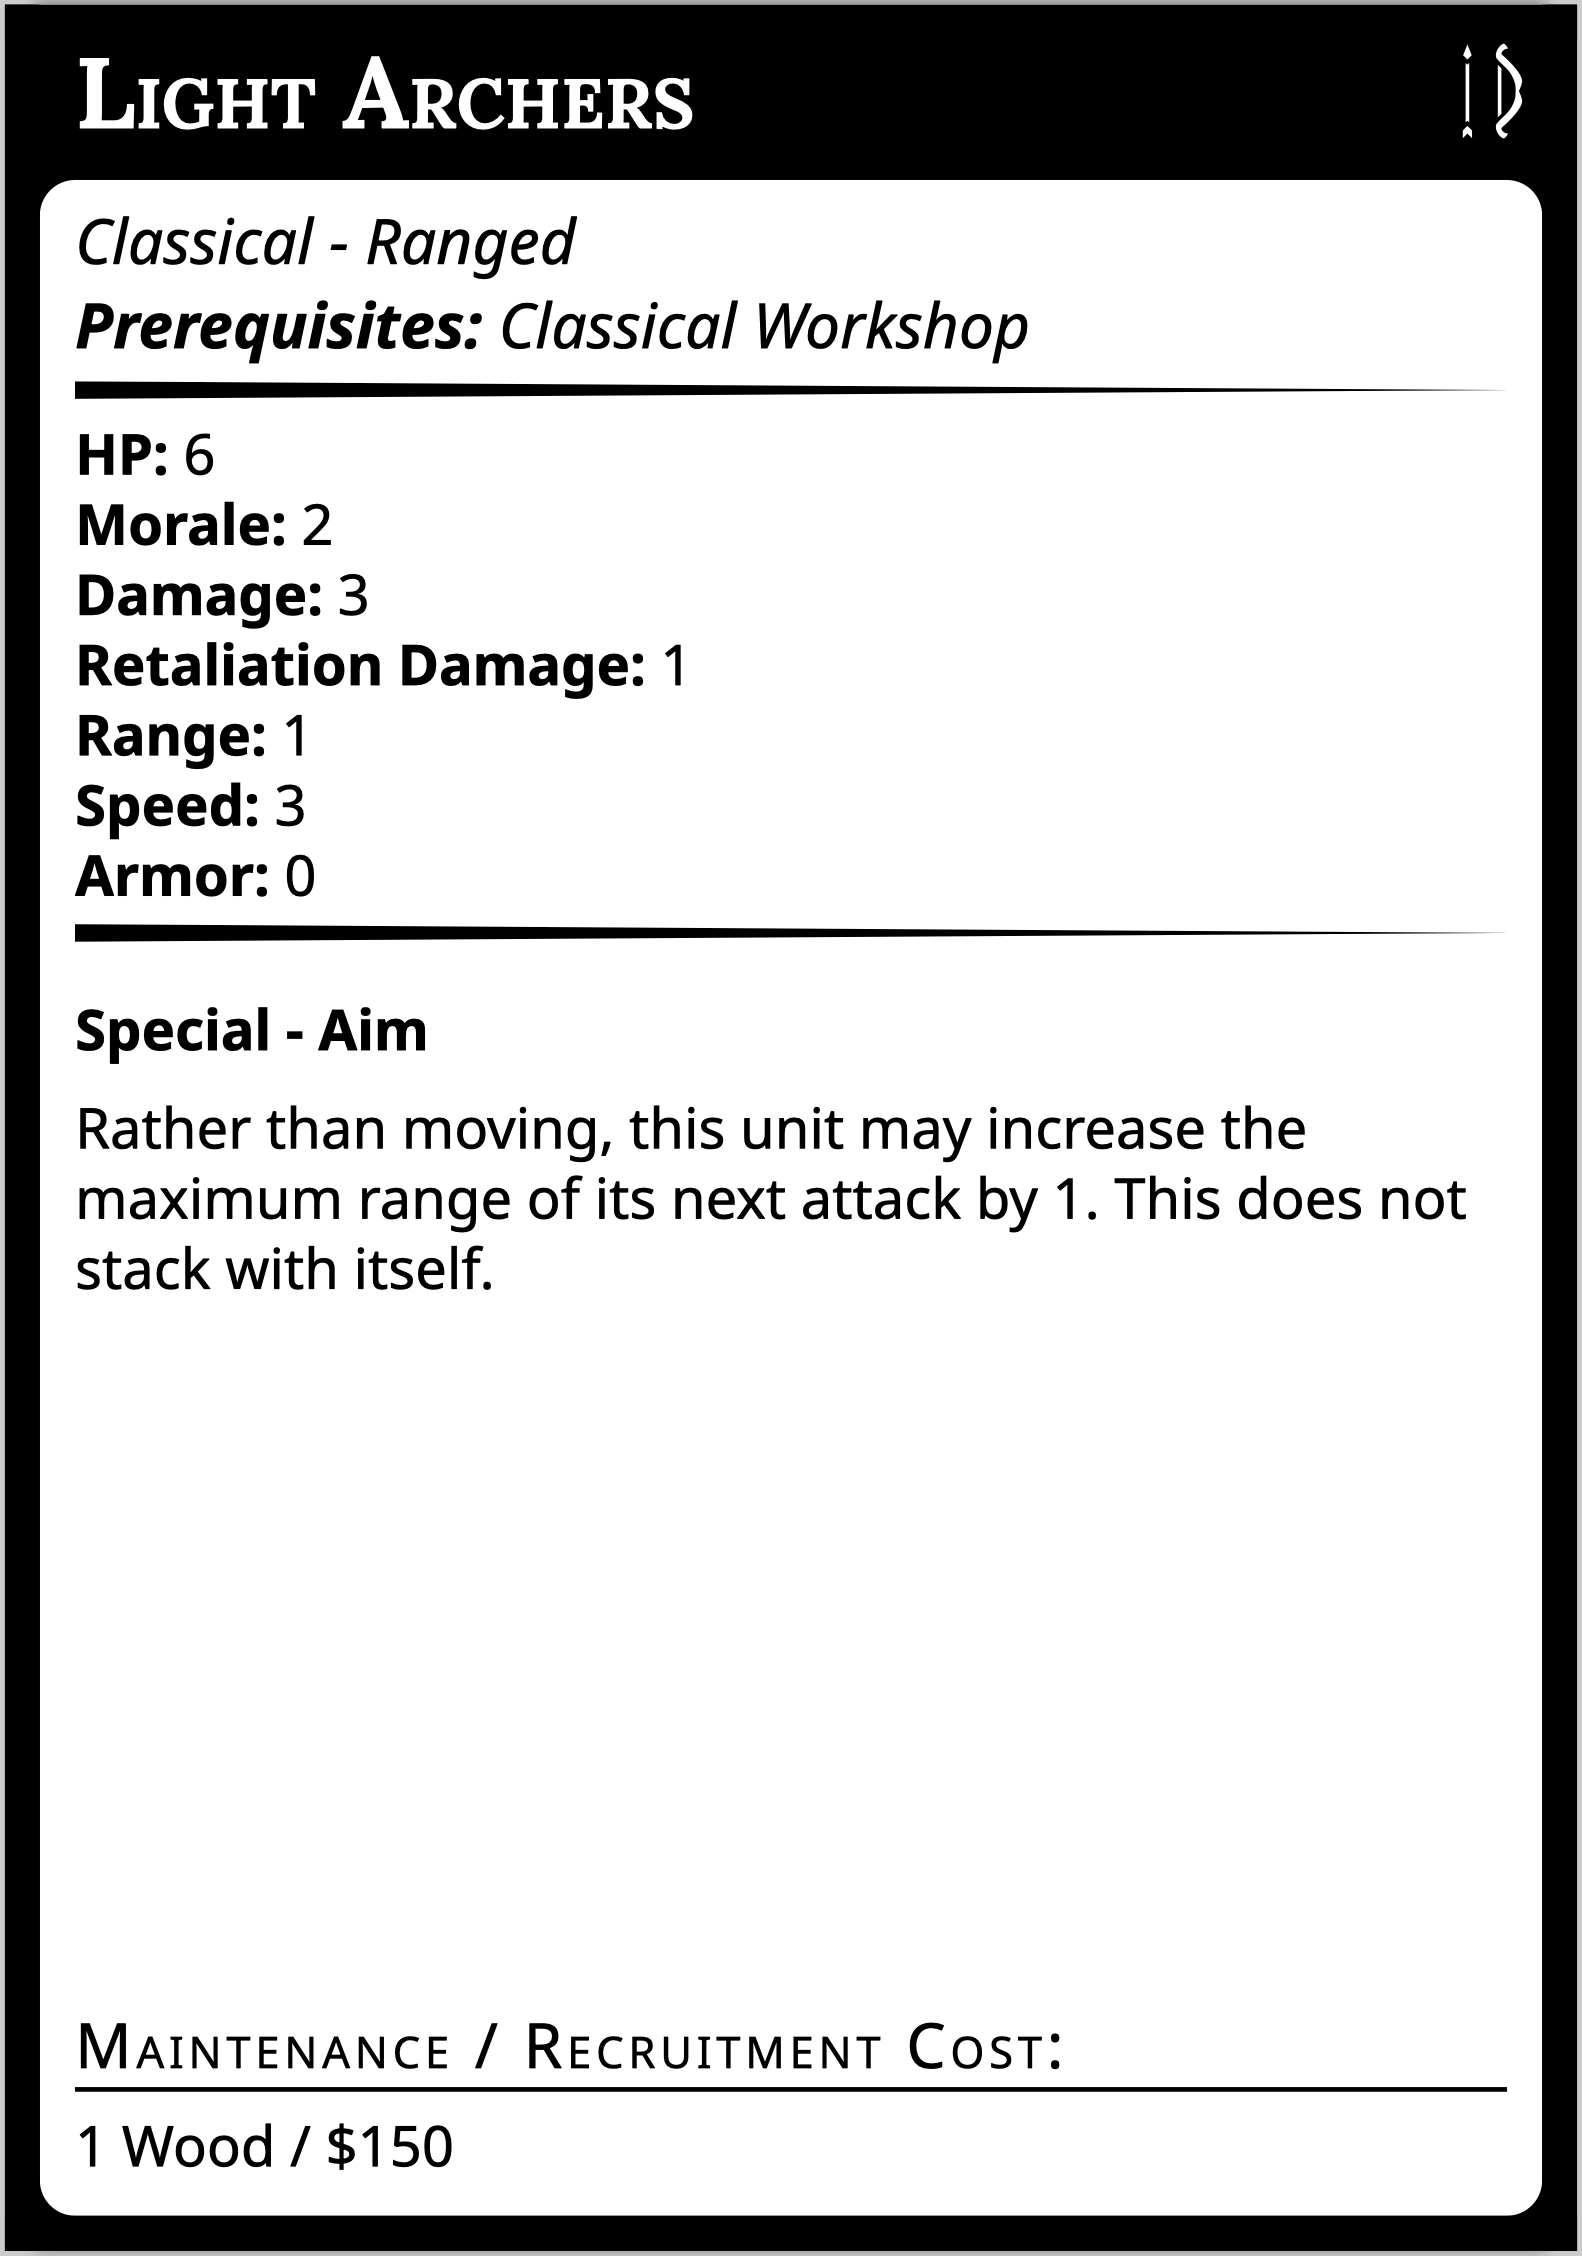 Light Archers
Classical - Ranged
Prerequisites: Classical Workshop
HP: 6
Morale: 2
Damage: 3
Retaliation Damage: 1
Range: 1
Speed: 3
Armor: 0
Special - Aim
Rather than moving, this unit may increase the
maximum range of its next attack by 1. This does not
stack with itself.
Maintenance / Recruitment Cost:
1 Wood / $150